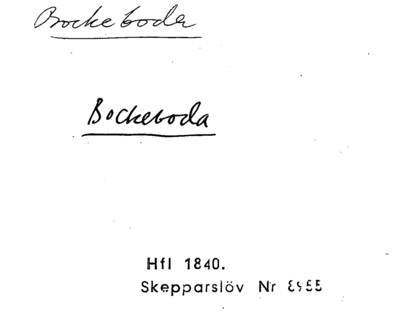 Bockeboda
Bockeboda
Hfl 1840.
Skepparslöv Nr